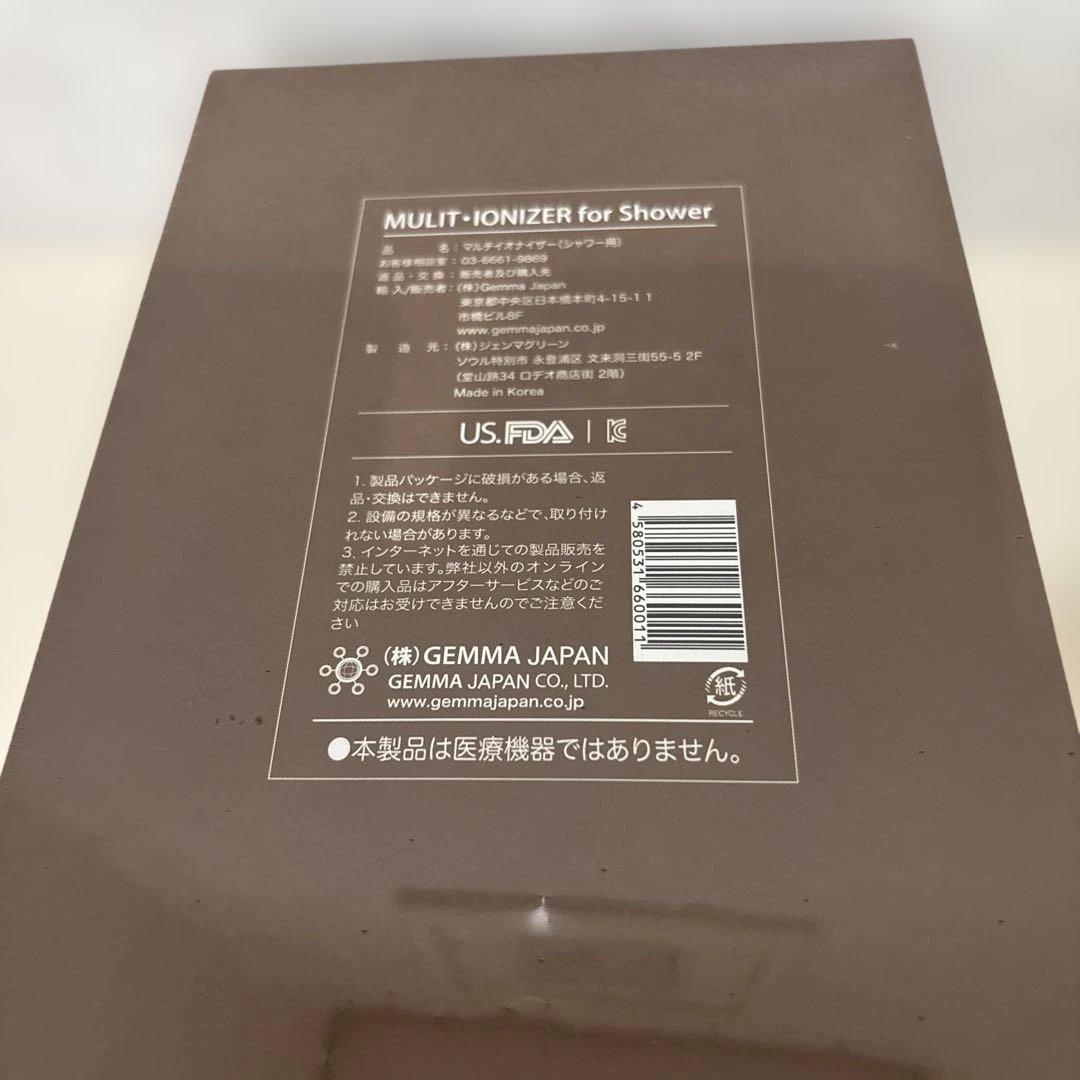 MULIT・IONIZER for Shower
品　名：マルチイオナイザー（シャワー用）
お客様相談室：03-6661-9869
返品・交換：販売者及び購入先
輸入/販売者：（株）Gemma Japan
東京都中央区日本橋本町4-15-11
市橋ビル8F
www.gemmajapan.co.jp
製造元：（株）ジェンマグリーン
ソウル特別市 永登浦区 文来洞三街55-5 2F
（堂山路34 ロデオ商店街 2階）
Made in Korea
US.FDA | KC
1. 製品パッケージに破損がある場合、返
品・交換はできません。
2. 設備の規格が異なるなどで、取り付け
れない場合があります。
3. インターネットを通じての製品販売を
禁止しています。弊社以外のオンライン
での購入品はアフターサービスなどのご
対応はお受けできませんのでご注意くだ
さい
4 580531 660011
（株）GEMMA JAPAN
GEMMA JAPAN CO., LTD.
www.gemmajapan.co.jp
紙
RECYCLE
●本製品は医療機器ではありません。